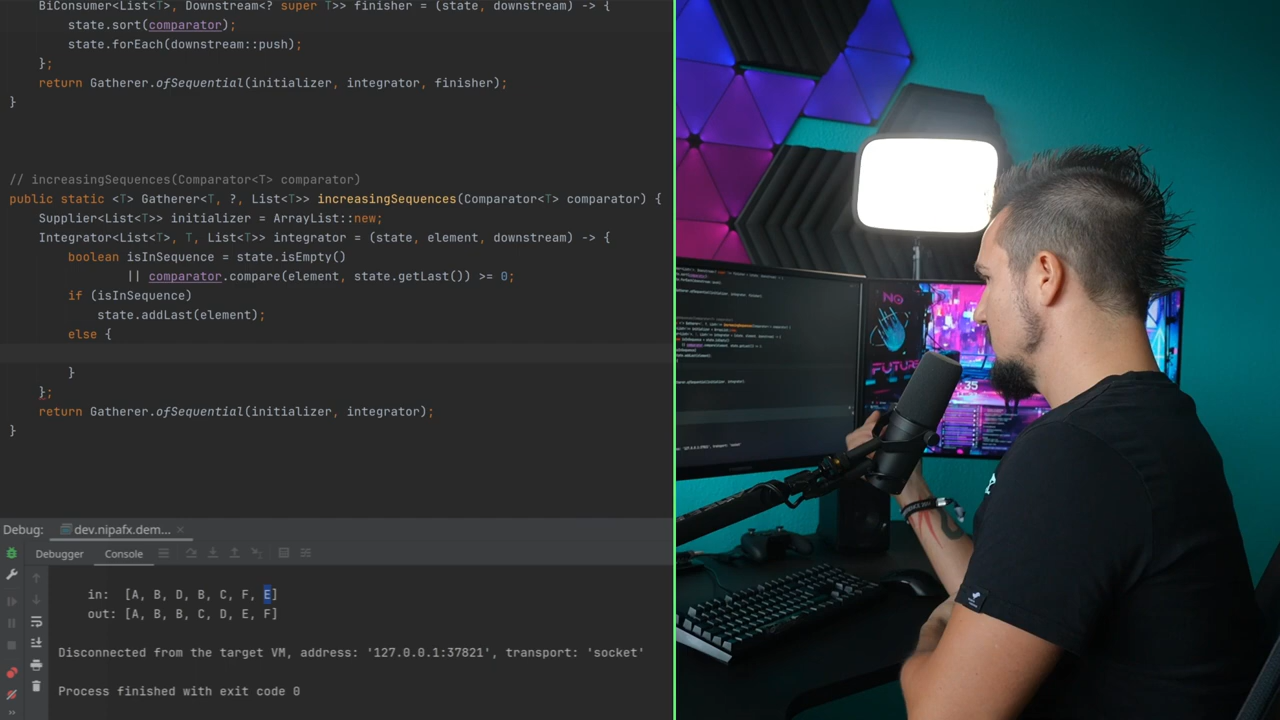 BiConsumer<List<T>, Downstream<? super T>> finisher = (state, downstream) -> {
state.sort(comparator);
state.forEach(downstream::push);
};
return Gatherer.ofSequential(initializer, integrator, finisher);
}
// increasingSequences(Comparator<T> comparator)
public static <T> Gatherer<T, ?, List<T>> increasingSequences(Comparator<T> comparator) {
Supplier<List<T>> initializer = ArrayList::new;
Integrator<List<T>, T, List<T>> integrator = (state, element, downstream) -> {
boolean isInSequence = state.isEmpty()
|| comparator.compare(element, state.getLast()) >= 0;
if (isInSequence)
state.addLast(element);
else {
}
};
return Gatherer.ofSequential(initializer, integrator);
}
Debug: dev.nipafx.dem...
Debugger Console
in: [A, B, D, B, C, F, E]
out: [A, B, B, C, D, E, F]
Disconnected from the target VM, address: '127.0.0.1:37821', transport: 'socket'
Process finished with exit code 0
NO
FUTURE
:35